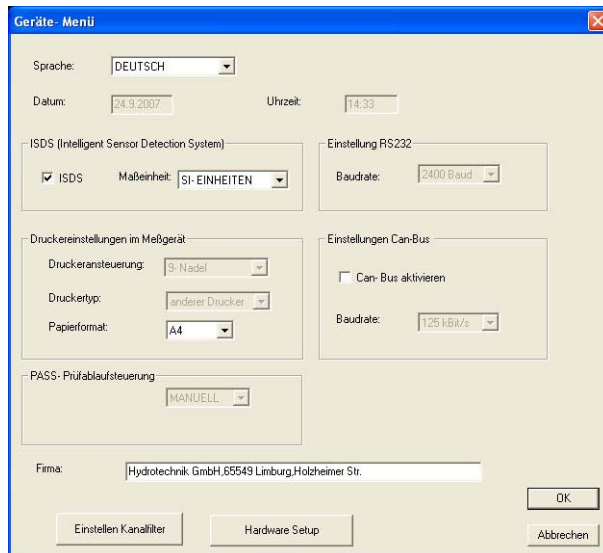 Geräte- Menü
Sprache: DEUTSCH
Datum: 24.9.2007 Uhrzeit: 14:33
ISDS (Intelligent Sensor Detection System)
ISDS Maßeinheit: SI- EINHEITEN
Einstellung RS232
Baudrate: 2400 Baud
Druckereinstellungen im Meßgerät
Druckeransteuerung: 9- Nadel
Druckertyp: anderer Drucker
Papierformat: A4
Einstellungen Can-Bus
Can- Bus aktivieren
Baudrate: 125 kBit/s
PASS- Prüfablaufsteuerung
MANUELL
Firma: Hydrotechnik GmbH,65549 Limburg,Holzheimer Str.
OK
Einstellen Kanalfilter Hardware Setup Abbrechen